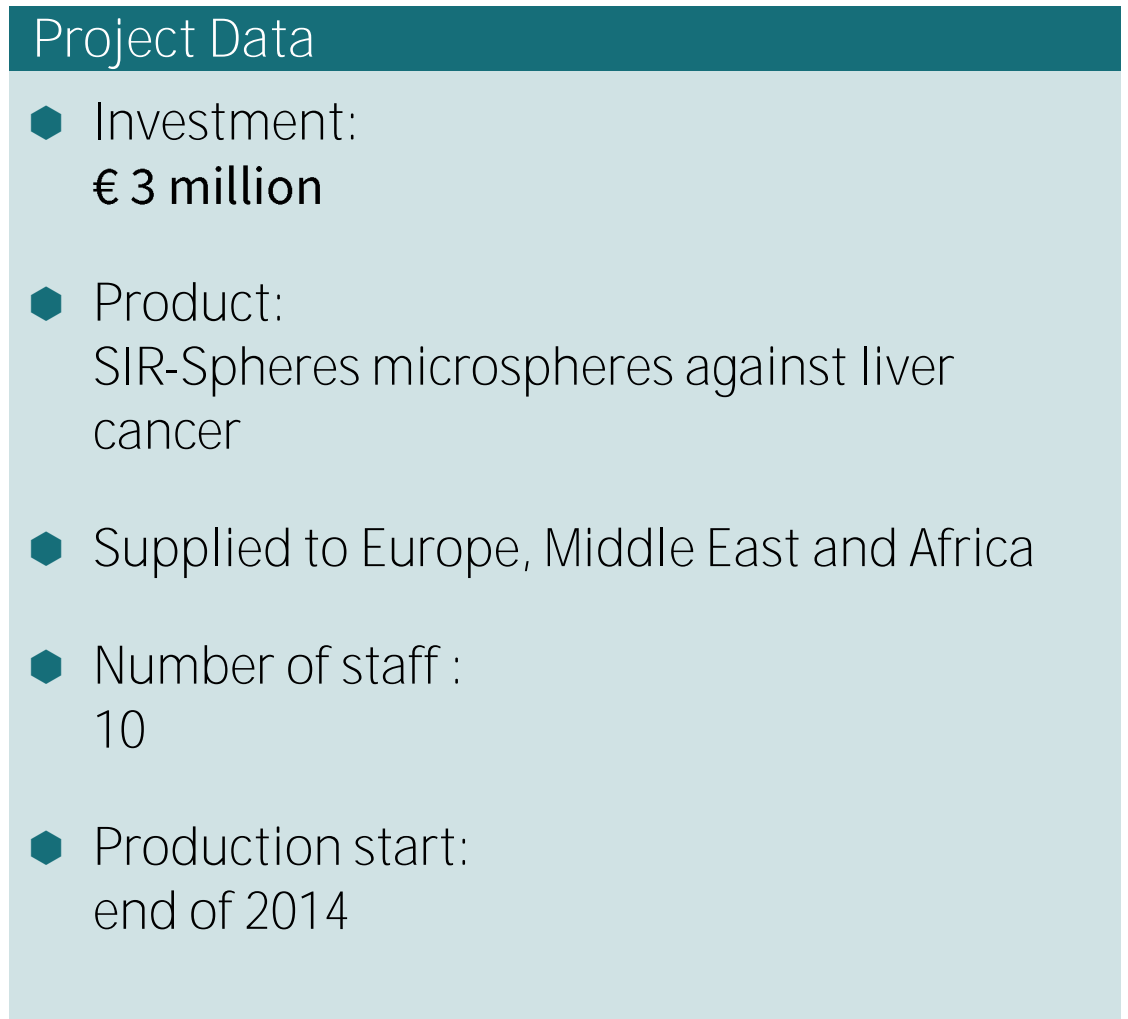 Project Data
Investment:
€ 3 million
Product:
SIR-Spheres microspheres against liver
cancer
Supplied to Europe, Middle East and Africa
Number of staff :
10
Production start:
end of 2014